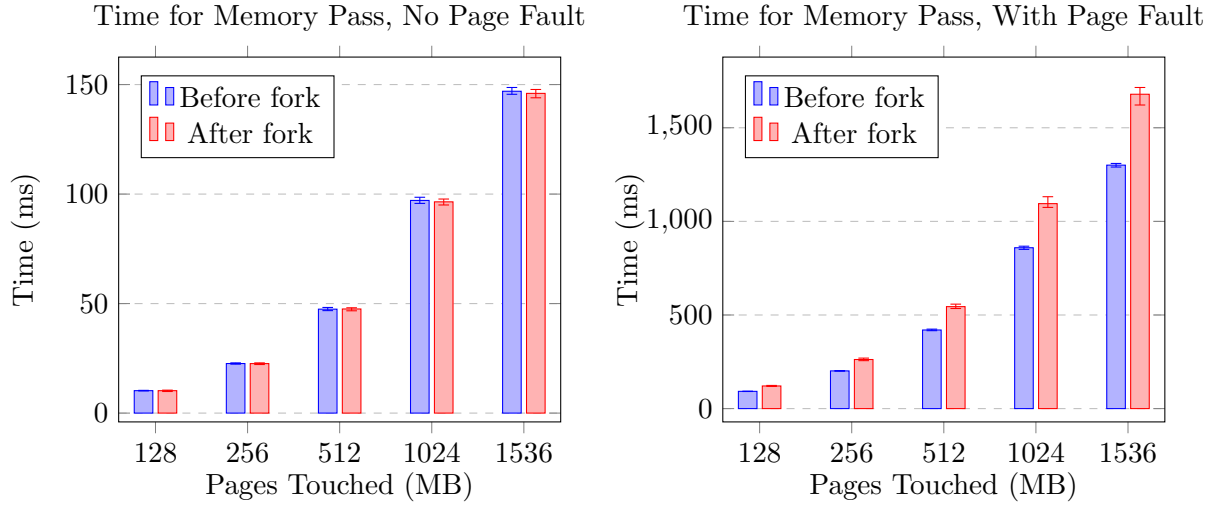 Time for Memory Pass, No Page Fault
Before fork
After fork
150
100
50
0
Time (ms)
128 256 512 1024 1536
Pages Touched (MB)
Time for Memory Pass, With Page Fault
Before fork
After fork
1,500
1,000
500
0
Time (ms)
128 256 512 1024 1536
Pages Touched (MB)